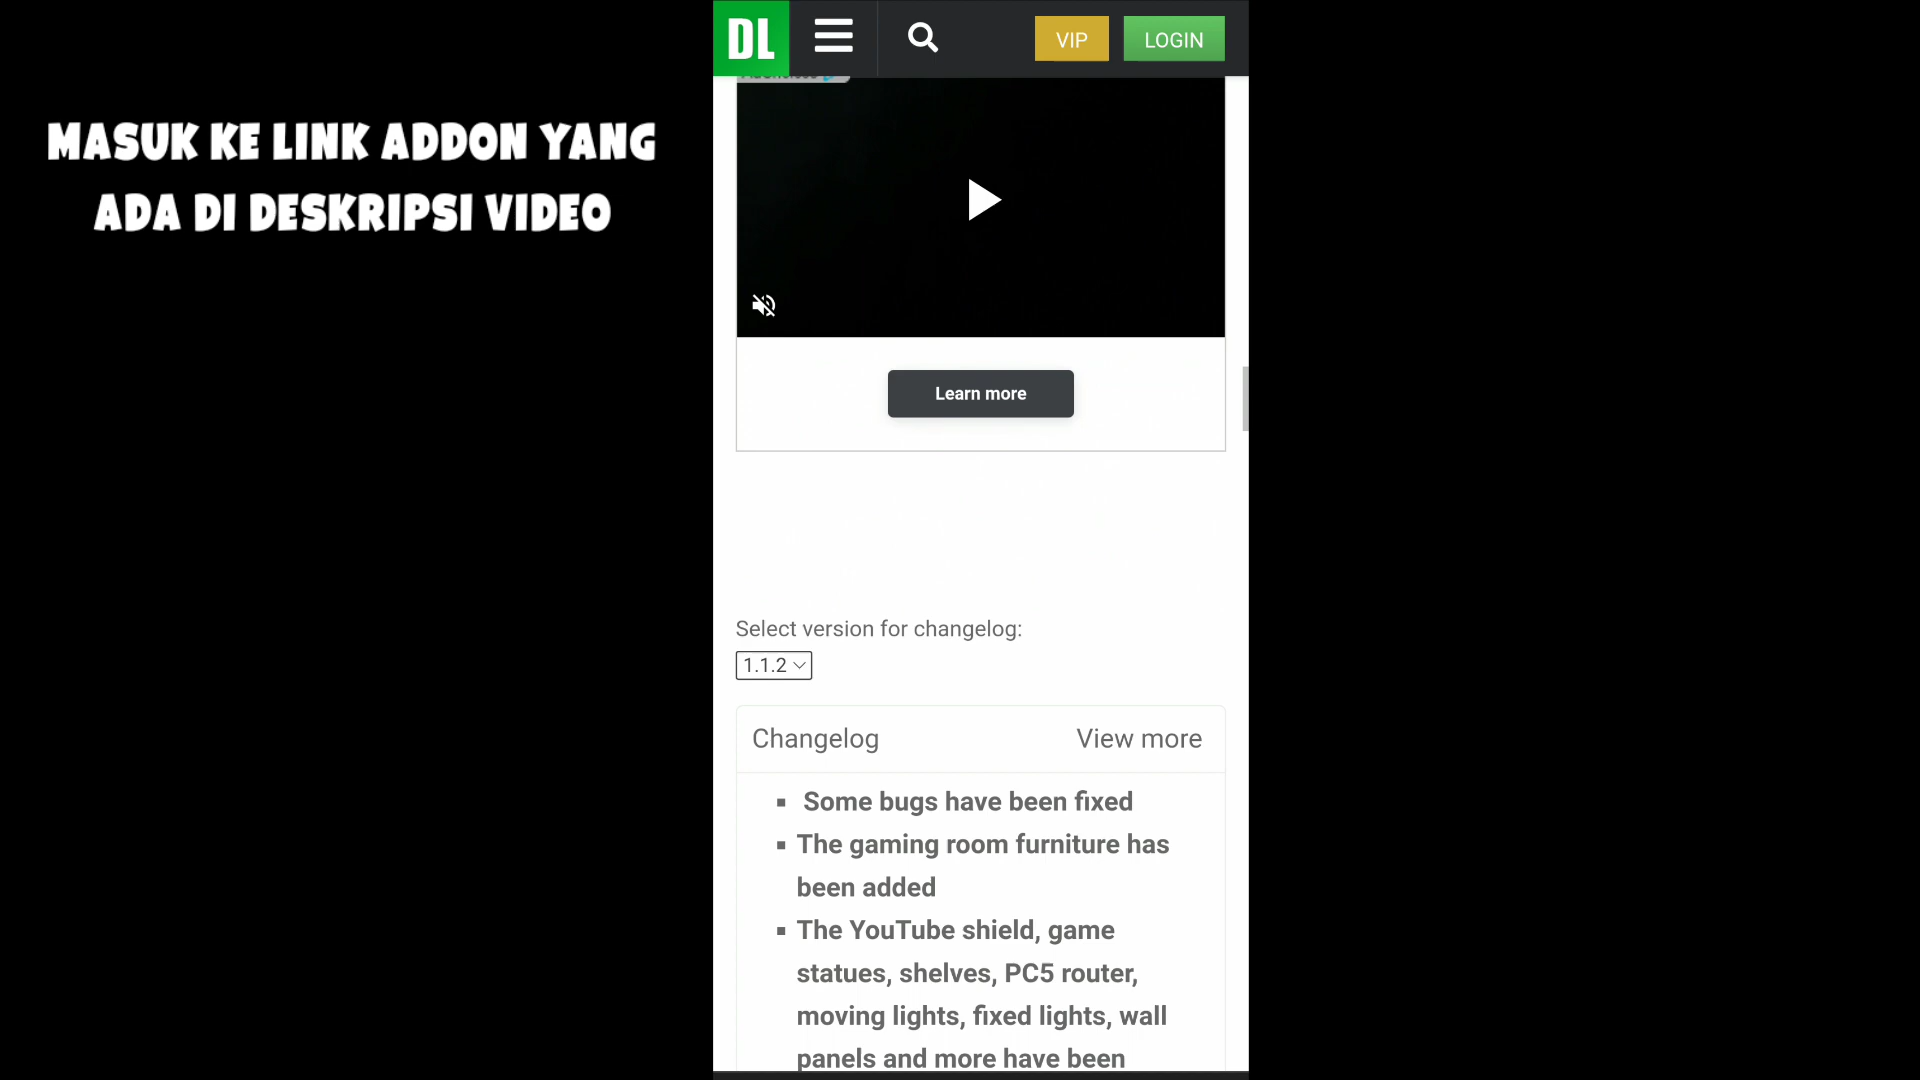 MASUK KE LINK ADDON YANG
ADA DI DESKRIPSI VIDEO
DL
VIP
LOGIN
Learn more
Select version for changelog:
1.1.2
Changelog
View more
Some bugs have been fixed
The gaming room furniture has
been added
The YouTube shield, game
statues, shelves, PC5 router,
moving lights, fixed lights, wall
panels and more have been